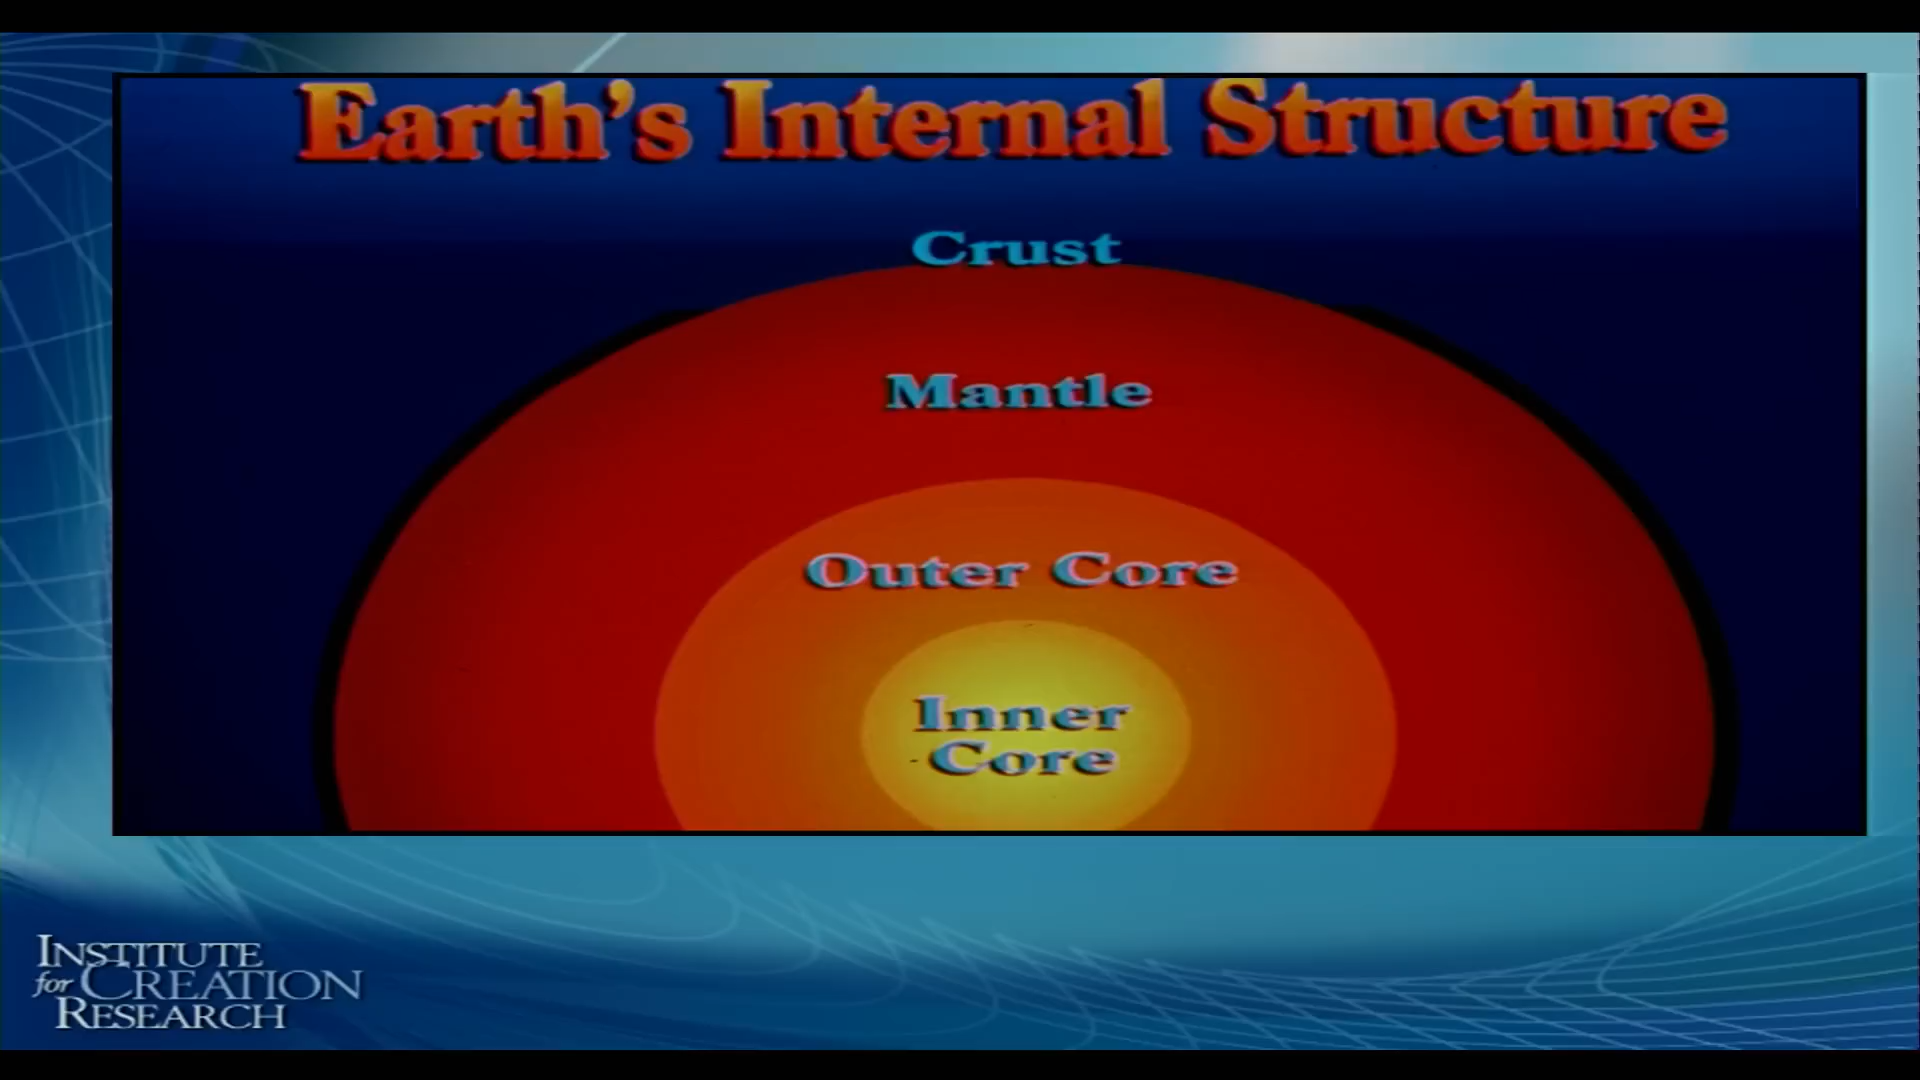 Earth's Internal Structure
Crust
Mantle
Outer Core
Inner
Core
INSTITUTE
for CREATION
RESEARCH